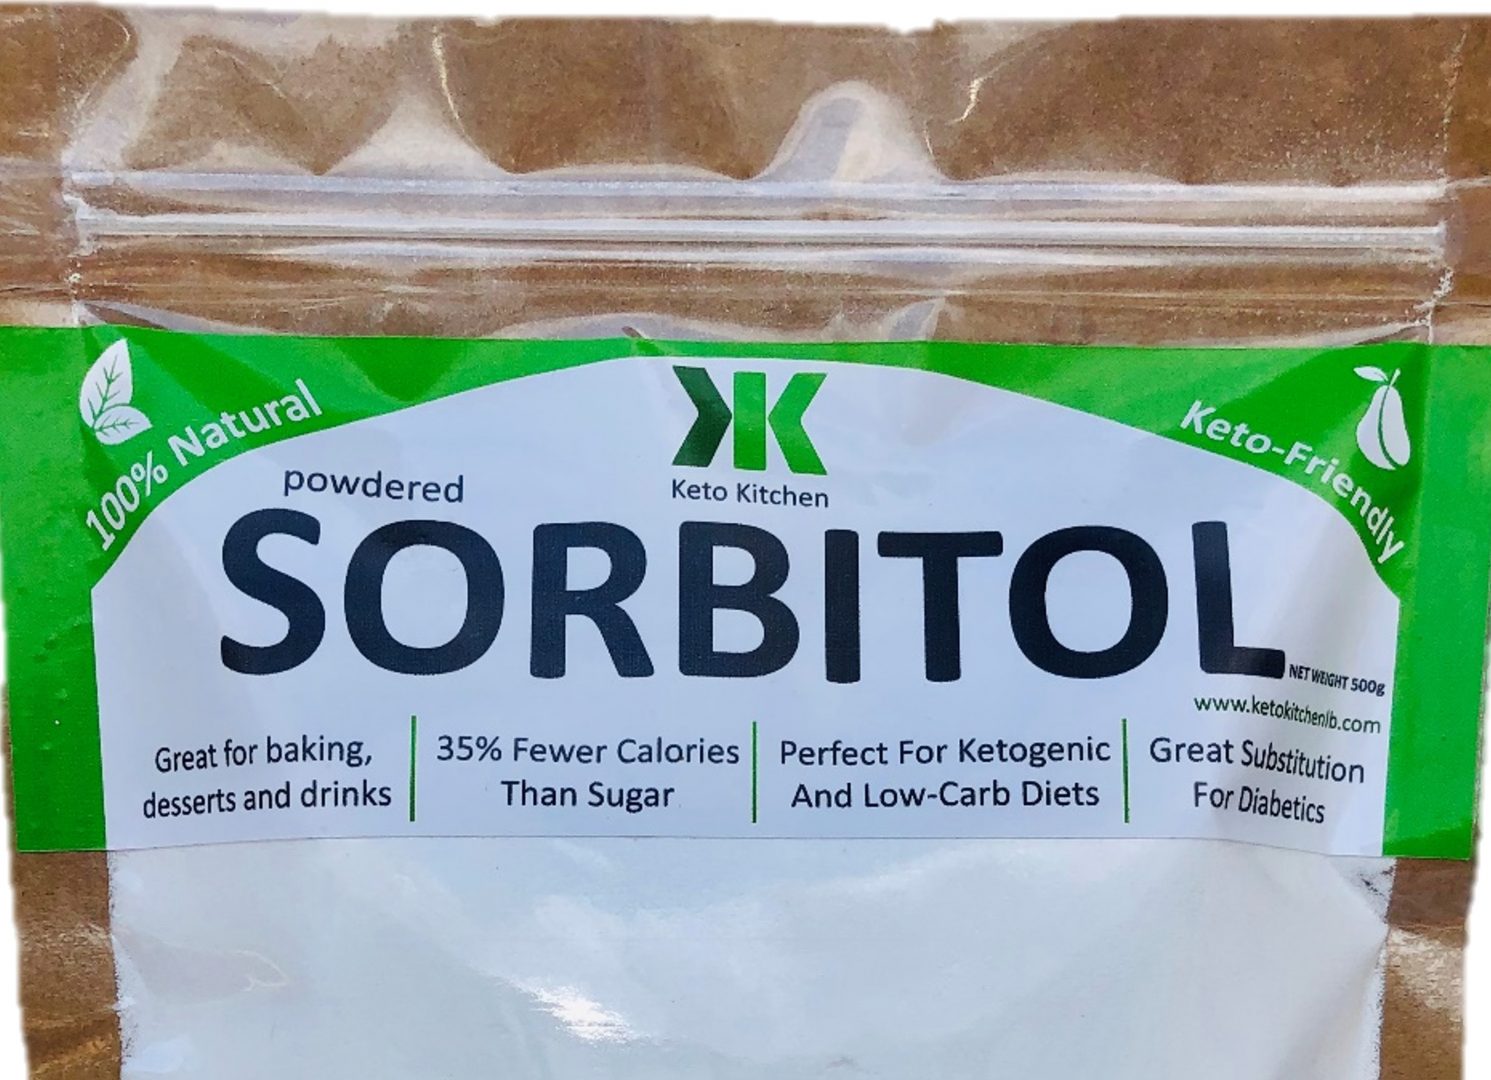 100% Natural
Keto-Friendly
Keto Kitchen
powdered
SORBITOL
NET WEIGHT 500g
www.ketokitchenlb.com
Great for baking,
desserts and drinks
35% Fewer Calories
Than Sugar
Perfect For Ketogenic
And Low-Carb Diets
Great Substitution
For Diabetics